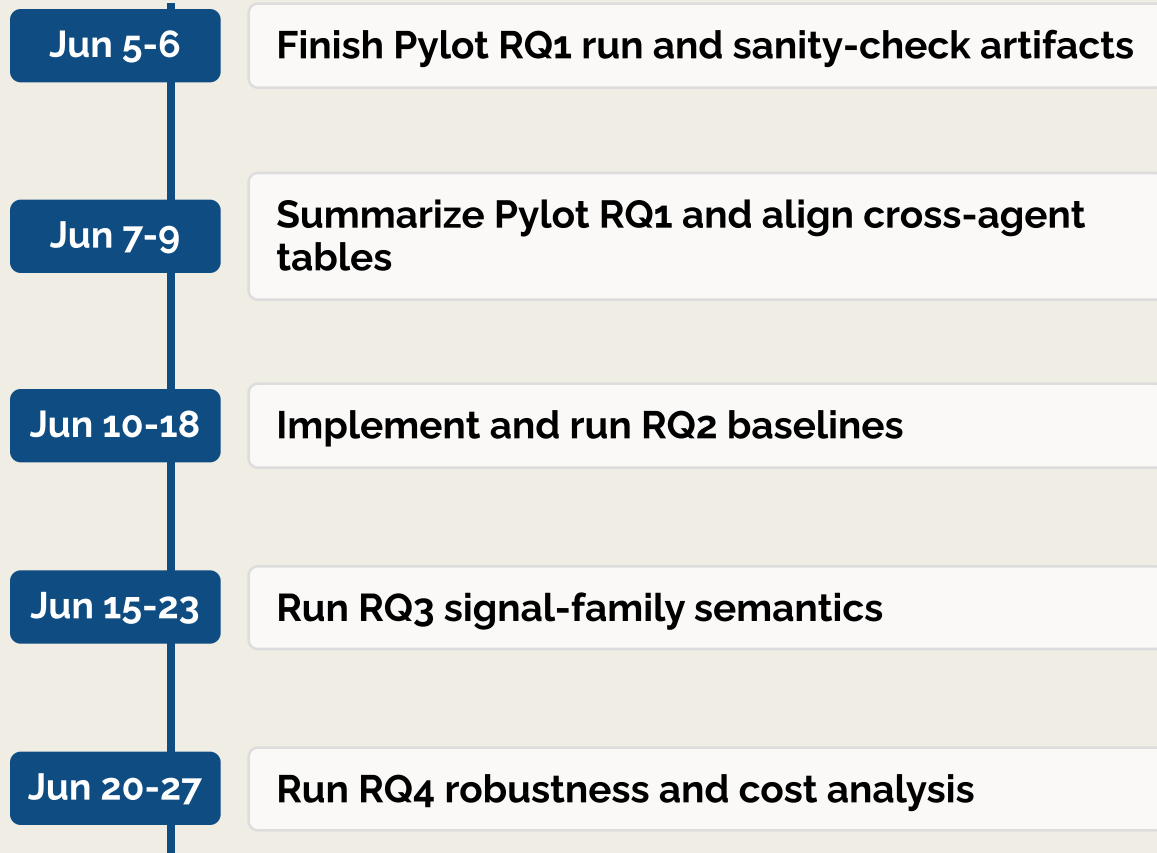 Jun 5-6
Finish Pylot RQ1 run and sanity-check artifacts
Jun 7-9
Summarize Pylot RQ1 and align cross-agent
tables
Jun 10-18
Implement and run RQ2 baselines
Jun 15-23
Run RQ3 signal-family semantics
Jun 20-27
Run RQ4 robustness and cost analysis